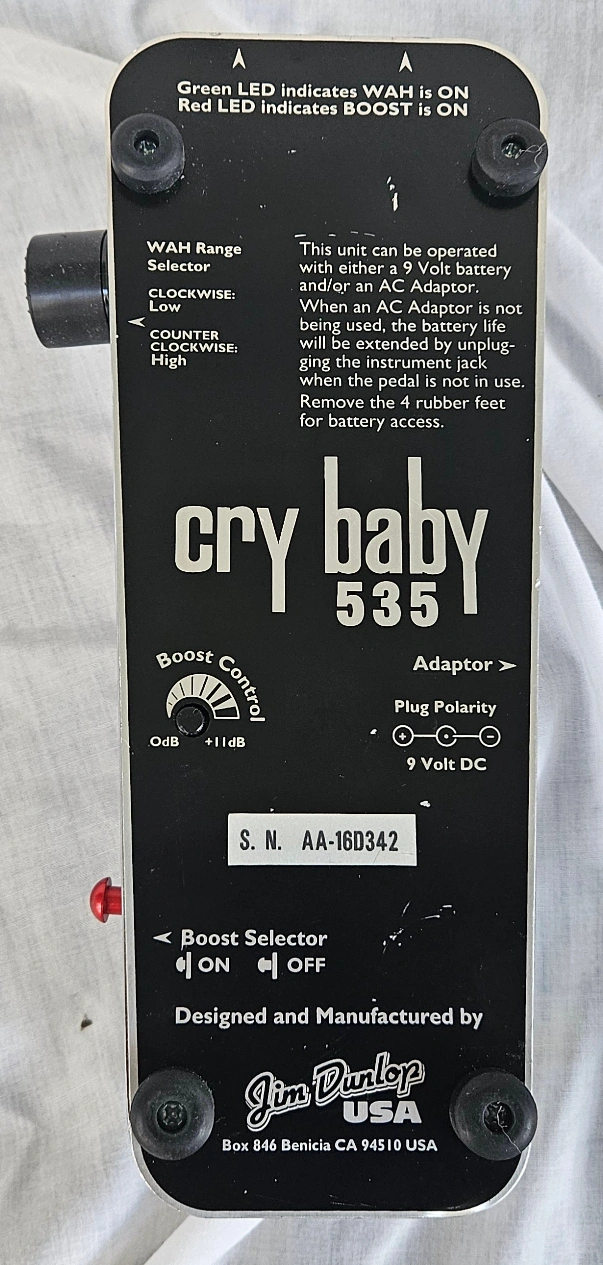 Green LED indicates WAH is ON
Red LED indicates BOOST is ON
WAH Range
Selector
CLOCKWISE:
Low
COUNTER
CLOCKWISE:
High
This unit can be operated
with either a 9 Volt battery
and/or an AC Adaptor.
When an AC Adaptor is not
being used, the battery life
will be extended by unplug-
ging the instrument jack
when the pedal is not in use.
Remove the 4 rubber feet
for battery access.
cry baby
535
Boost Control
0dB +11dB
Adaptor
Plug Polarity
+ -
9 Volt DC
S. N. AA-16D342
Boost Selector
ON OFF
Designed and Manufactured by
Jim Dunlop
USA
Box 846 Benicia CA 94510 USA